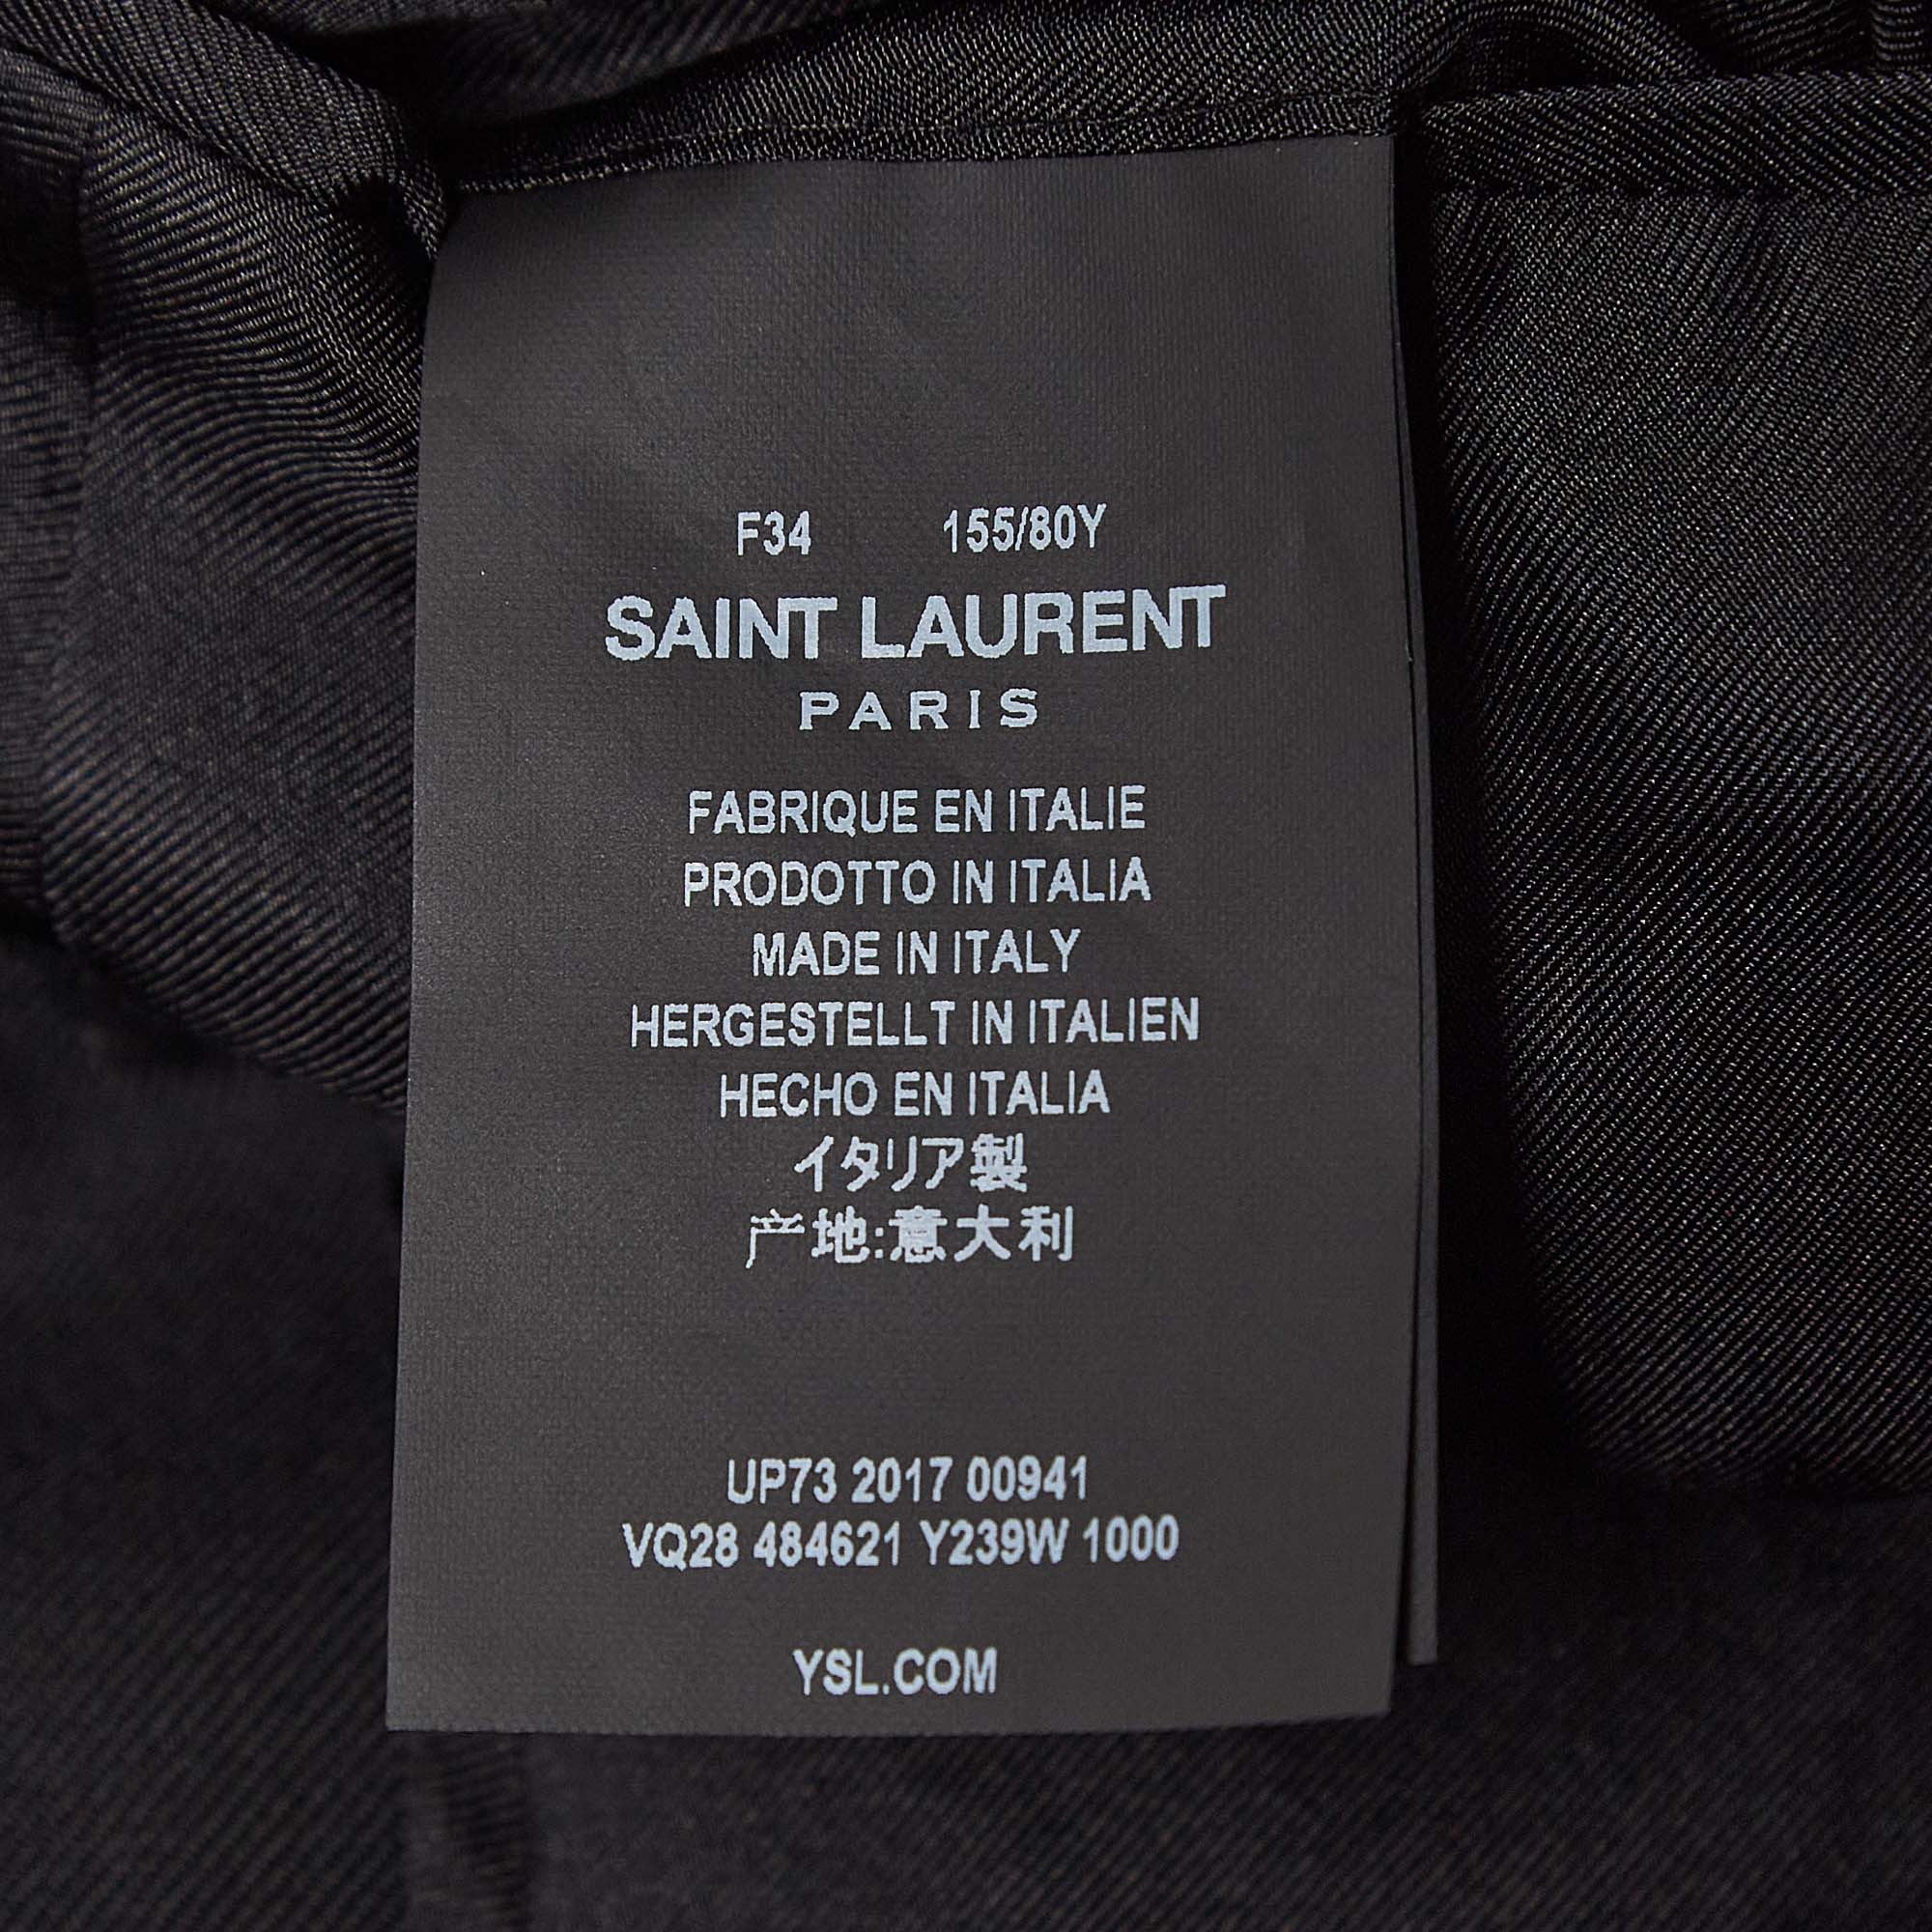 F34 155/80Y
SAINT LAURENT
PARIS
FABRIQUE EN ITALIE
PRODOTTO IN ITALIA
MADE IN ITALY
HERGESTELLT IN ITALIEN
HECHO EN ITALIA
イタリア製
产地:意大利
UP73 2017 00941
VQ28 484621 Y239W 1000
YSL.COM